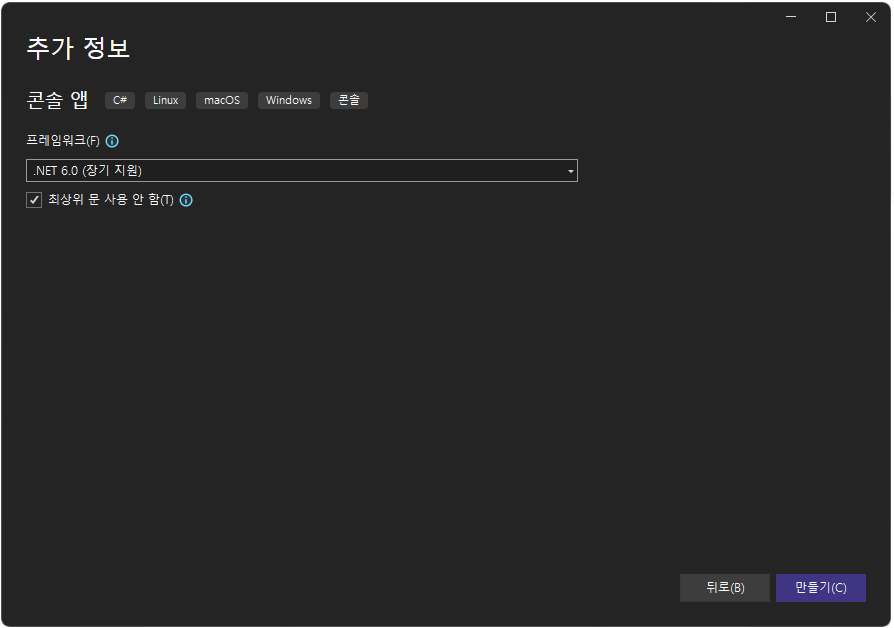 추가 정보
콘솔 앱 C# Linux macOS Windows 콘솔
프레임워크(F)
.NET 6.0 (장기 지원)
최상위 문 사용 안 함(T)
뒤로(B) 만들기(C)